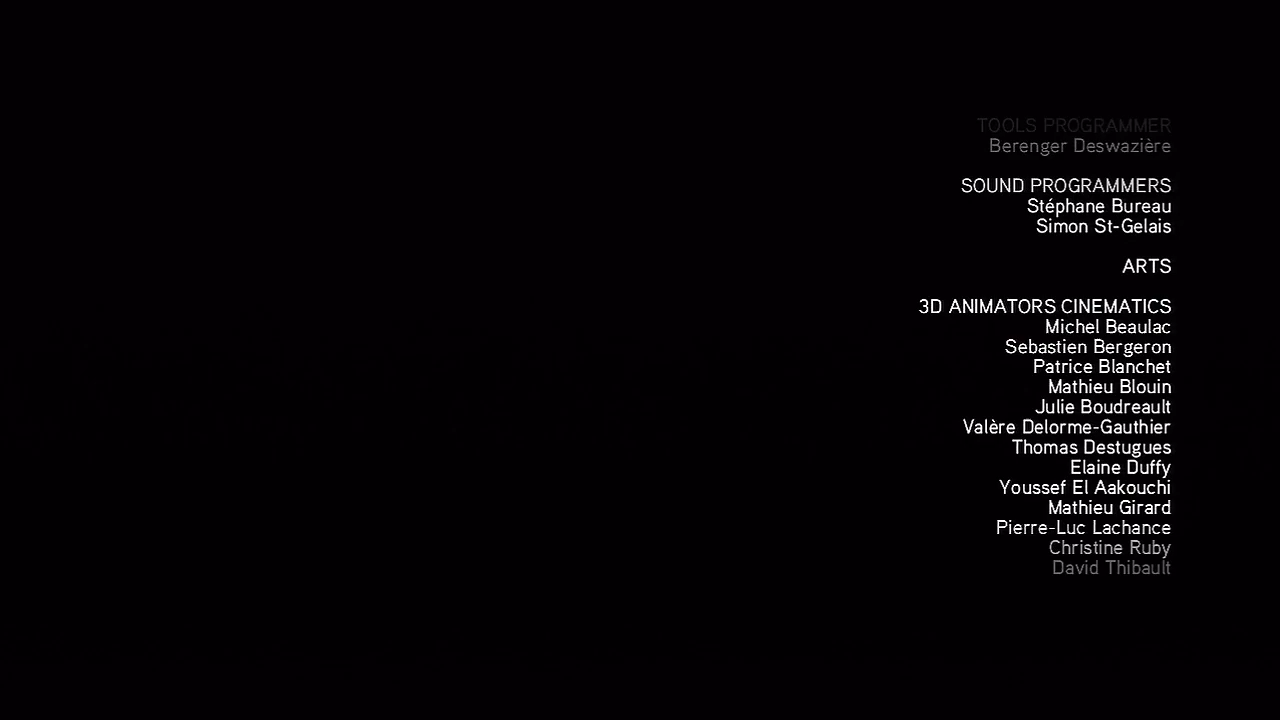 TOOLS PROGRAMMER
Berenger Deswazière
SOUND PROGRAMMERS
Stéphane Bureau
Simon St-Gelais
ARTS
3D ANIMATORS CINEMATICS
Michel Beaulac
Sebastien Bergeron
Patrice Blanchet
Mathieu Blouin
Julie Boudreault
Valère Delorme-Gauthier
Thomas Destugues
Elaine Duffy
Youssef El Aakouchi
Mathieu Girard
Pierre-Luc Lachance
Christine Ruby
David Thibault